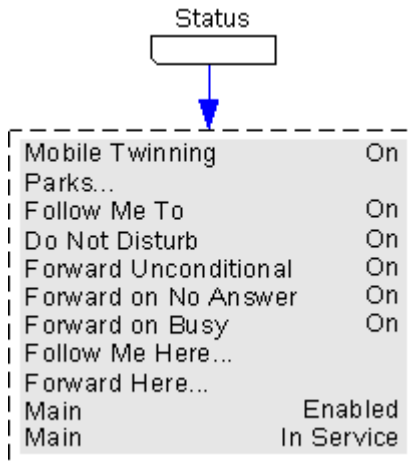 Status
Mobile Twinning On
Parks...
Follow Me To On
Do Not Disturb On
Forward Unconditional On
Forward on No Answer On
Forward on Busy On
Follow Me Here...
Forward Here...
Main Enabled
Main In Service